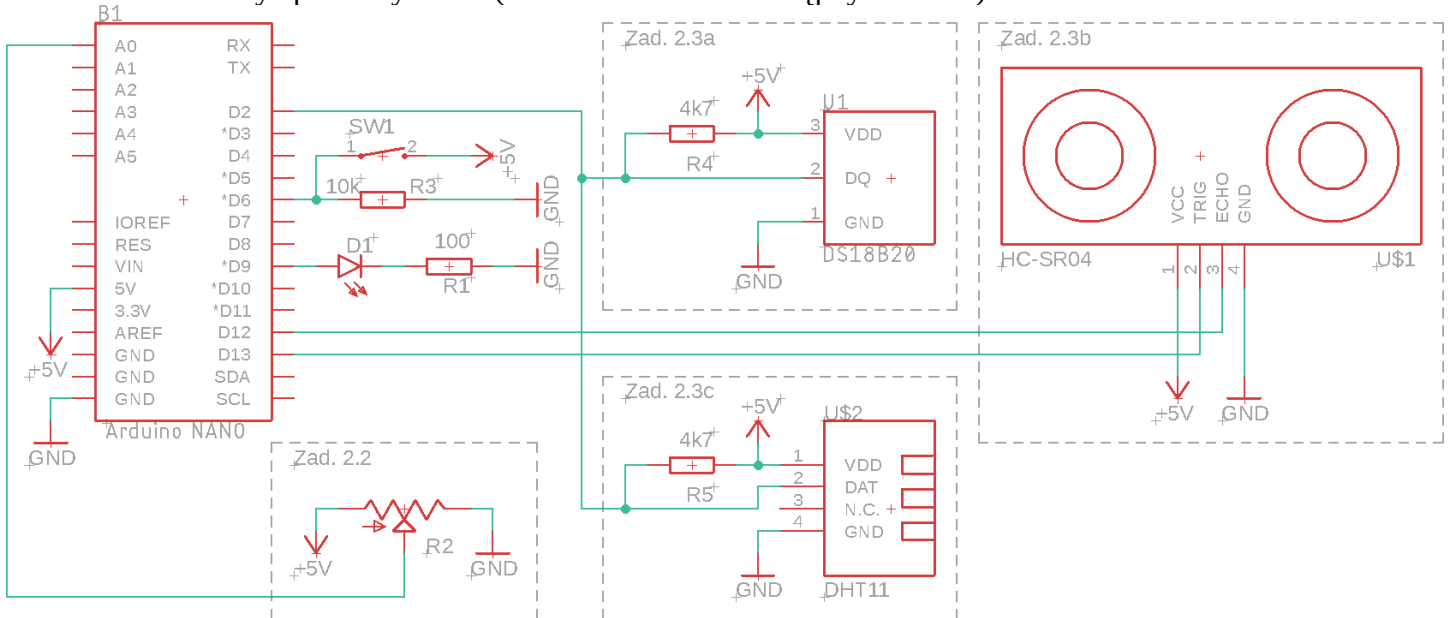 B1
A0
A1
A2
A3
A4
A5
IOREF
RES
VIN
5V
3.3V
AREF
GND
GND
GND
RX
TX
D2
*D3
D4
*D5
*D6
D7
D8
*D9
*D10
*D11
D12
D13
SDA
SCL
Arduino NANO
+5V
GND
SW1
1 2
+5V
10k R3
GND
D1
100
R1
GND
Zad. 2.2
+5V
R2
GND
Zad. 2.3a
+5V
4k7
R4
U1
3 VDD
2 DQ
1 GND
DS18B20
GND
Zad. 2.3b
VCC
TRIG
ECHO
GND
1
2
3
4
HC-SR04
U$1
+5V
GND
Zad. 2.3c
+5V
4k7
R5
U$2
1 VDD
2 DAT
3 N.C.
4 GND
DHT11
GND